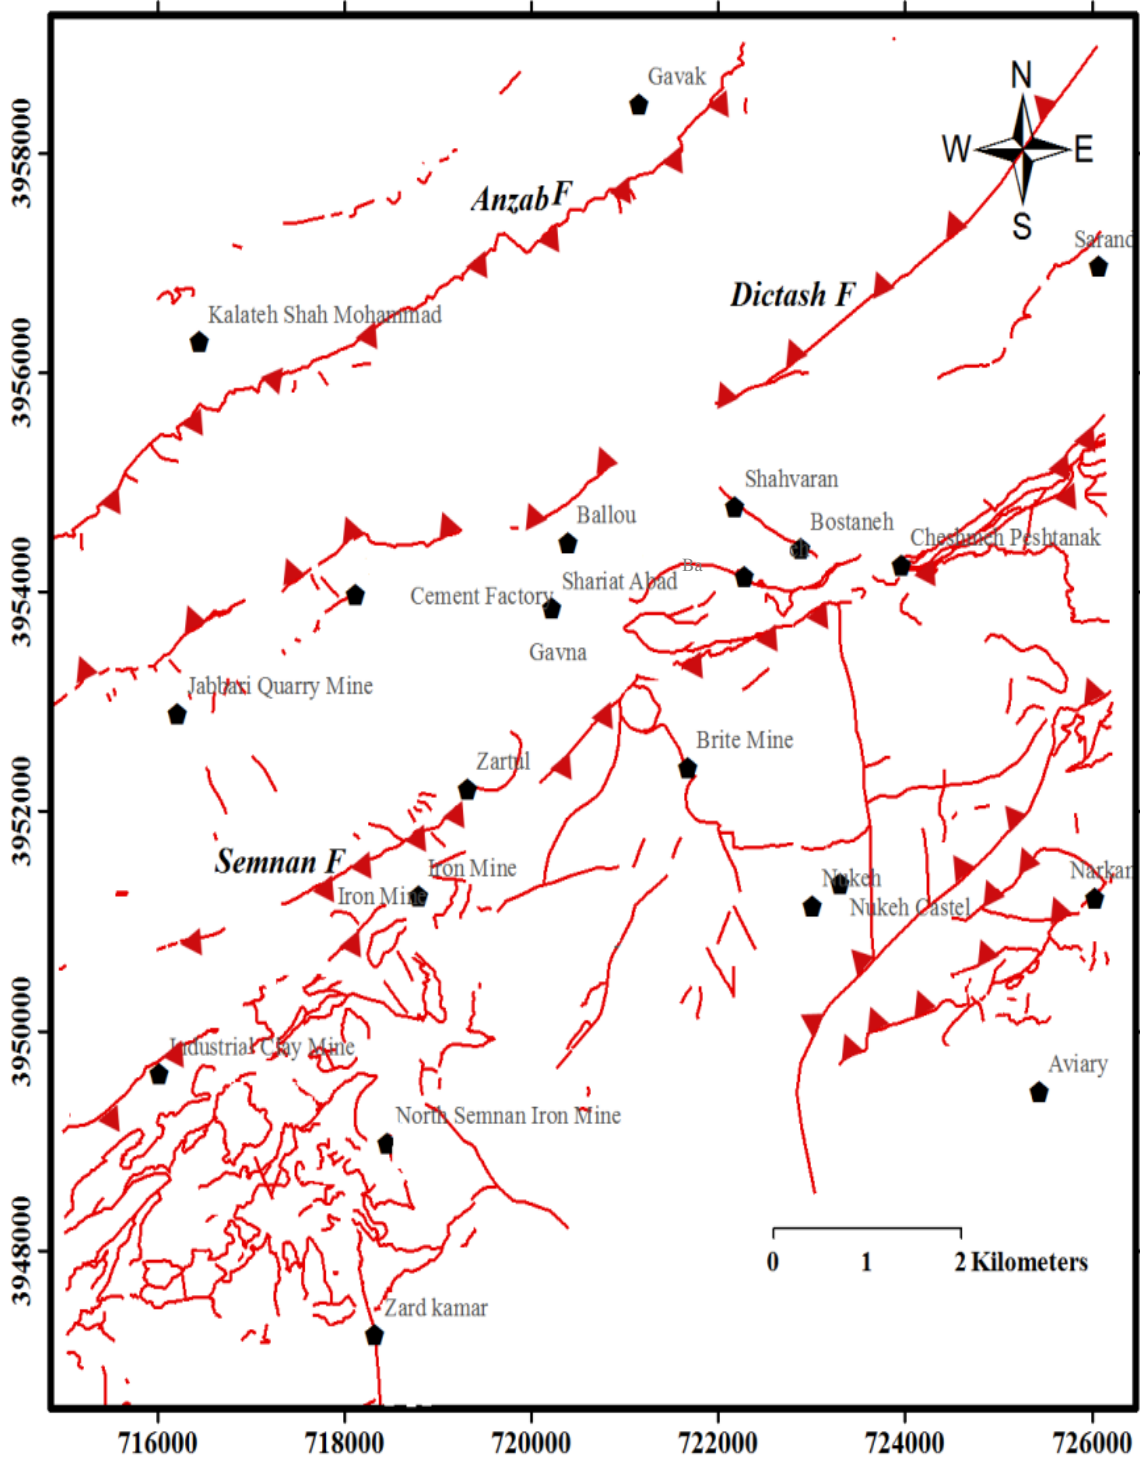 Gavak
N
W
E
S
3958000
Anzab F
Sarand
Dictash F
Kalateh Shah Mohammad
3956000
Shahvaran
Ballou
Bostaneh
eh
Cheshmeh Peshtanak
3954000
Ba
Shariat Abad
Cement Factory
Gavna
Jabbari Quarry Mine
Brite Mine
Zartul
3952000
Semnan F
Iron Mine
Iron Mine
Nukeh
Narkan
Nukeh Castel
3950000
Industrial Clay Mine
Aviary
North Semnan Iron Mine
3948000
0 1 2 Kilometers
Zard kamar
716000 718000 720000 722000 724000 726000